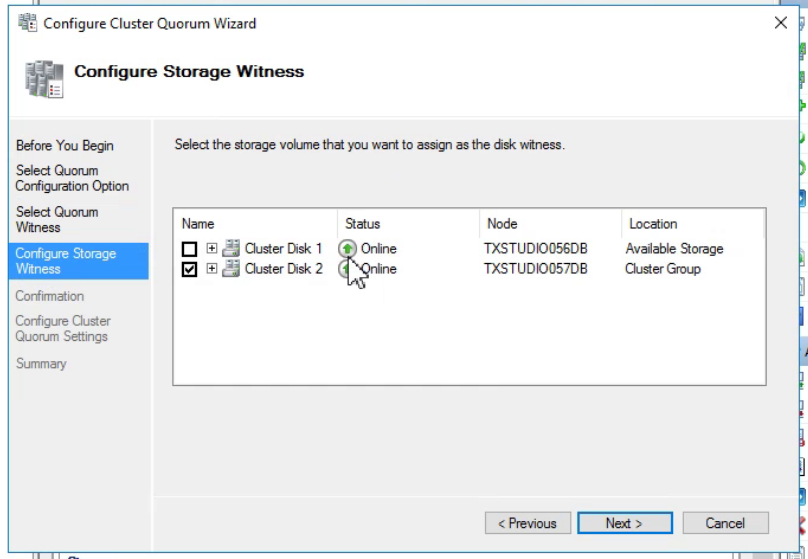 Configure Cluster Quorum Wizard
Configure Storage Witness
Before You Begin
Select Quorum
Configuration Option
Select Quorum
Witness
Configure Storage
Witness
Confirmation
Configure Cluster
Quorum Settings
Summary
Select the storage volume that you want to assign as the disk witness.
Name Status Node Location
Cluster Disk 1 Online TXSTUDIO056DB Available Storage
Cluster Disk 2 Online TXSTUDIO057DB Cluster Group
< Previous Next > Cancel